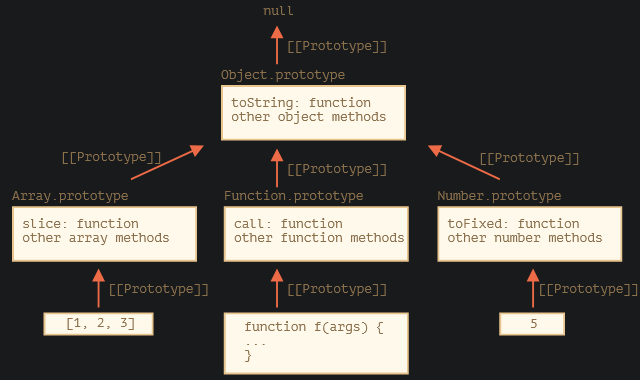 null
[[Prototype]]
Object.prototype
toString: function
other object methods
[[Prototype]]
[[Prototype]]
[[Prototype]]
Array.prototype
slice: function
other array methods
Function.prototype
call: function
other function methods
Number.prototype
toFixed: function
other number methods
[[Prototype]]
[[Prototype]]
[[Prototype]]
[1, 2, 3]
function f(args) {
...
}
5